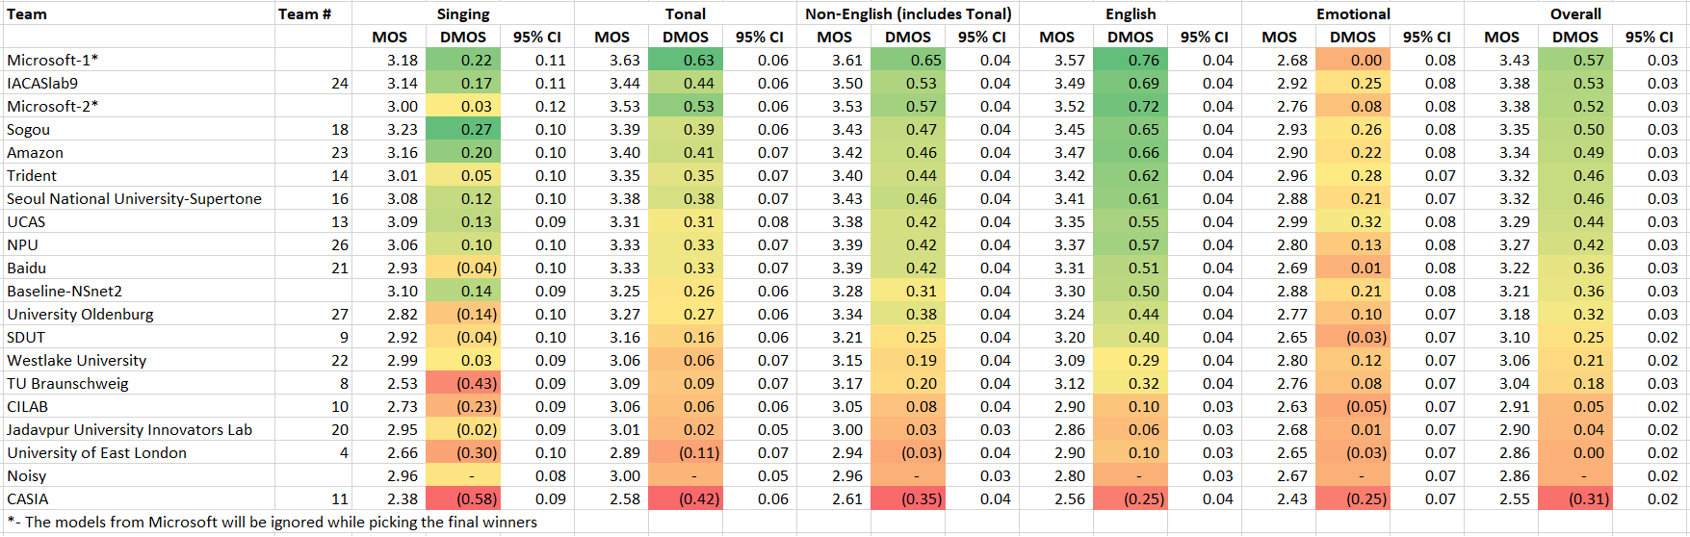 Team Team # Singing Tonal Non-English (includes Tonal) English Emotional Overall
MOS DMOS 95% CI MOS DMOS 95% CI MOS DMOS 95% CI MOS DMOS 95% CI MOS DMOS 95% CI MOS DMOS 95% CI
Microsoft-1* 3.18 0.22 0.11 3.63 0.63 0.06 3.61 0.65 0.04 3.57 0.76 0.04 2.68 0.00 0.08 3.43 0.57 0.03
IACASlab9 24 3.14 0.17 0.11 3.44 0.44 0.06 3.50 0.53 0.04 3.49 0.69 0.04 2.92 0.25 0.08 3.38 0.53 0.03
Microsoft-2* 3.00 0.03 0.12 3.53 0.53 0.06 3.53 0.57 0.04 3.52 0.72 0.04 2.76 0.08 0.08 3.38 0.52 0.03
Sogou 18 3.23 0.27 0.10 3.39 0.39 0.06 3.43 0.47 0.04 3.45 0.65 0.04 2.93 0.26 0.08 3.35 0.50 0.03
Amazon 23 3.16 0.20 0.10 3.40 0.41 0.07 3.42 0.46 0.04 3.47 0.66 0.04 2.90 0.22 0.08 3.34 0.49 0.03
Trident 14 3.01 0.05 0.10 3.35 0.35 0.07 3.40 0.44 0.04 3.42 0.62 0.04 2.96 0.28 0.07 3.32 0.46 0.03
Seoul National University-Supertone 16 3.08 0.12 0.10 3.38 0.38 0.07 3.43 0.46 0.04 3.41 0.61 0.04 2.88 0.21 0.07 3.32 0.46 0.03
UCAS 13 3.09 0.13 0.09 3.31 0.31 0.08 3.38 0.42 0.04 3.35 0.55 0.04 2.99 0.32 0.08 3.29 0.44 0.03
NPU 26 3.06 0.10 0.10 3.33 0.33 0.07 3.39 0.42 0.04 3.37 0.57 0.04 2.80 0.13 0.08 3.27 0.42 0.03
Baidu 21 2.93 (0.04) 0.10 3.33 0.33 0.07 3.39 0.42 0.04 3.31 0.51 0.04 2.69 0.01 0.08 3.22 0.36 0.03
Baseline-NSnet2 3.10 0.14 0.09 3.25 0.26 0.06 3.28 0.31 0.04 3.30 0.50 0.04 2.88 0.21 0.08 3.21 0.36 0.03
University Oldenburg 27 2.82 (0.14) 0.10 3.27 0.27 0.06 3.34 0.38 0.04 3.24 0.44 0.04 2.77 0.10 0.07 3.18 0.32 0.03
SDUT 9 2.92 (0.04) 0.10 3.16 0.16 0.06 3.21 0.25 0.04 3.20 0.40 0.04 2.65 (0.03) 0.07 3.10 0.25 0.02
Westlake University 22 2.99 0.03 0.09 3.06 0.06 0.07 3.15 0.19 0.04 3.09 0.29 0.04 2.80 0.12 0.07 3.06 0.21 0.02
TU Braunschweig 8 2.53 (0.43) 0.09 3.09 0.09 0.07 3.17 0.20 0.04 3.12 0.32 0.04 2.76 0.08 0.07 3.04 0.18 0.03
CILAB 10 2.73 (0.23) 0.09 3.06 0.06 0.06 3.05 0.08 0.04 2.90 0.10 0.03 2.63 (0.05) 0.07 2.91 0.05 0.02
Jadavpur University Innovators Lab 20 2.95 (0.02) 0.09 3.01 0.02 0.05 3.00 0.03 0.03 2.86 0.06 0.03 2.68 0.01 0.07 2.90 0.04 0.02
University of East London 4 2.66 (0.30) 0.10 2.89 (0.11) 0.07 2.94 (0.03) 0.04 2.90 0.10 0.03 2.65 (0.03) 0.07 2.86 0.00 0.02
Noisy 2.96 - 0.08 3.00 - 0.05 2.96 - 0.03 2.80 - 0.03 2.67 - 0.07 2.86 - 0.02
CASIA 11 2.38 (0.58) 0.09 2.58 (0.42) 0.06 2.61 (0.35) 0.04 2.56 (0.25) 0.04 2.43 (0.25) 0.07 2.55 (0.31) 0.02
*- The models from Microsoft will be ignored while picking the final winners